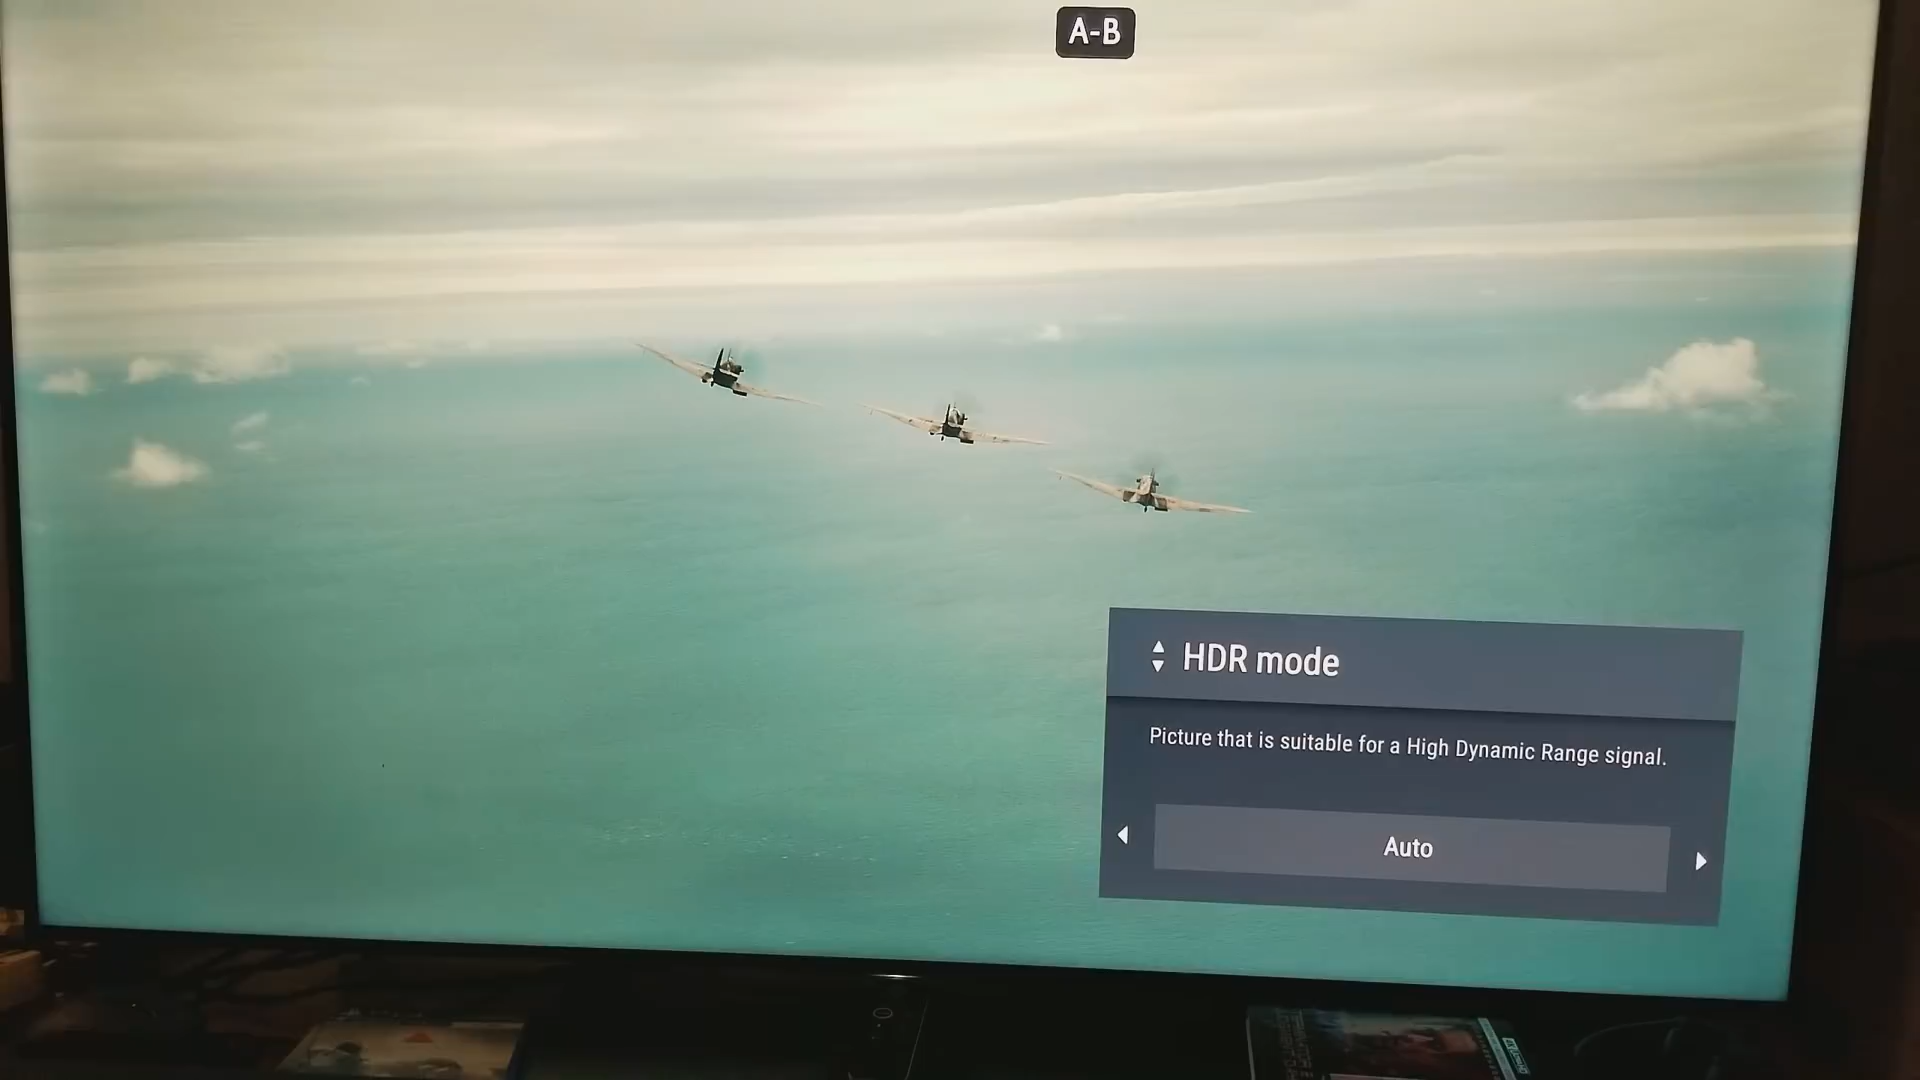 A-B
HDR mode
Picture that is suitable for a High Dynamic Range signal.
Auto